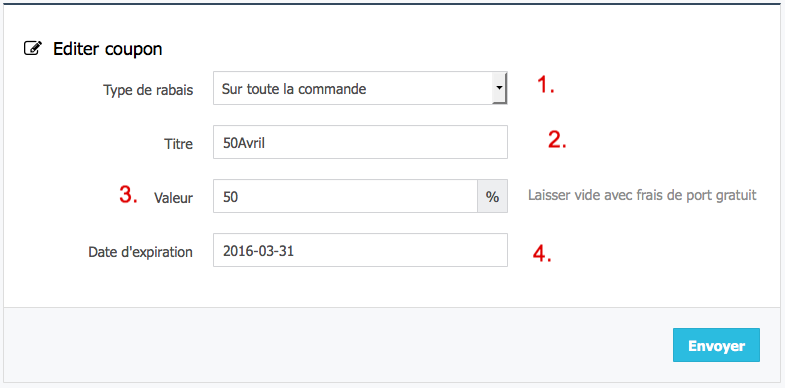 Editer coupon
Type de rabais Sur toute la commande 1.
Titre 50Avril 2.
3. Valeur 50 % Laisser vide avec frais de port gratuit
Date d'expiration 2016-03-31 4.
Envoyer